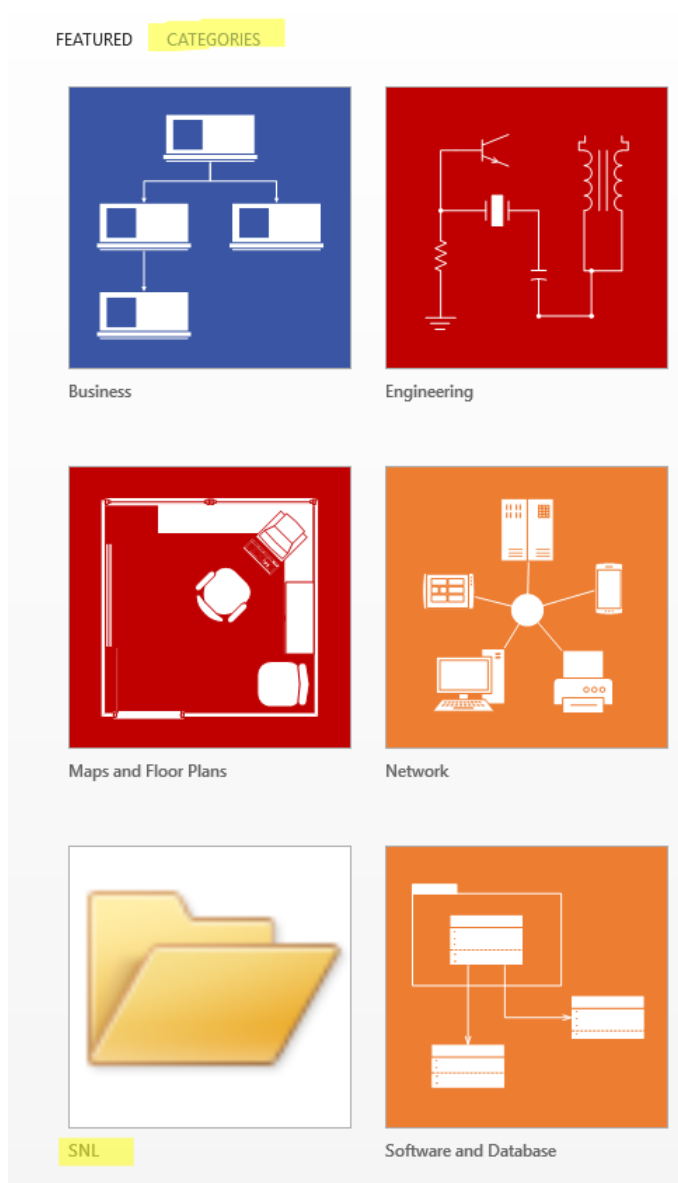 FEATURED CATEGORIES
Business Engineering
Maps and Floor Plans Network
SNL Software and Database